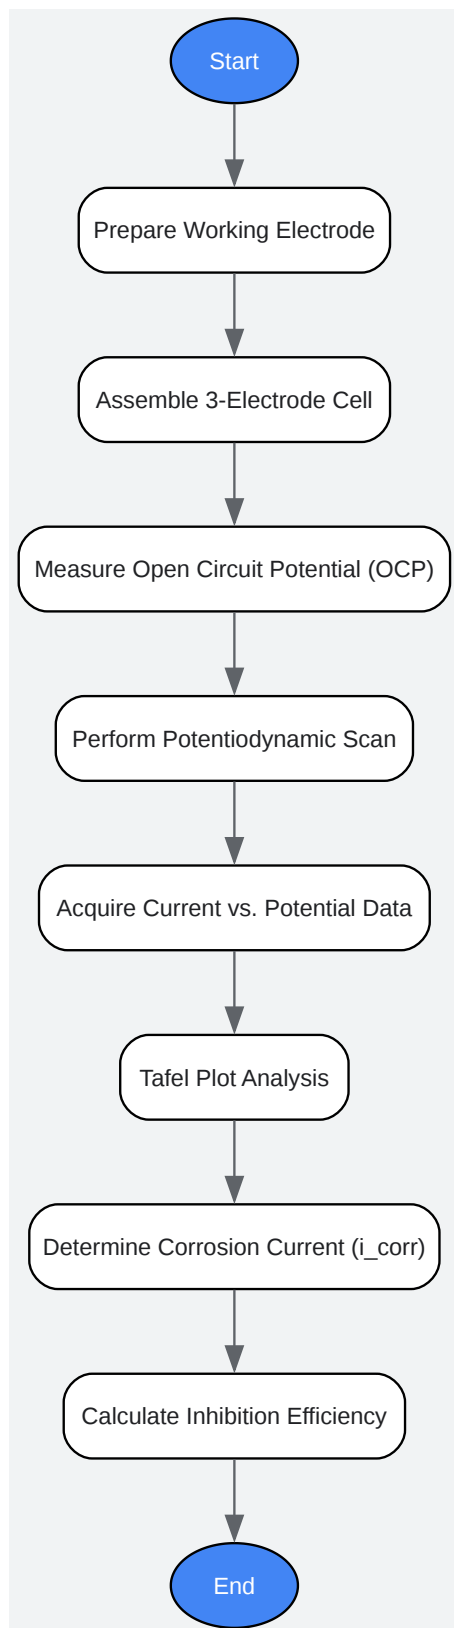 Start
Prepare Working Electrode
Assemble 3-Electrode Cell
Measure Open Circuit Potential (OCP)
Perform Potentiodynamic Scan
Acquire Current vs. Potential Data
Tafel Plot Analysis
Determine Corrosion Current (i_corr)
Calculate Inhibition Efficiency
End